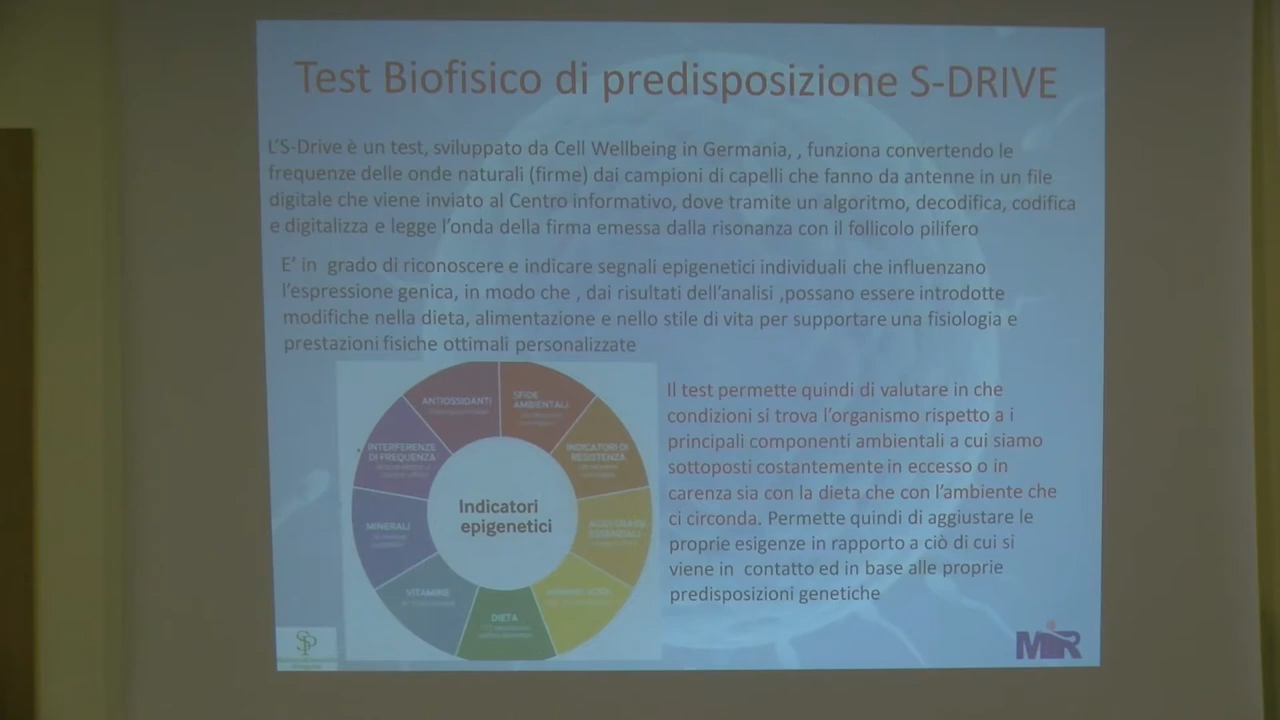 Test Biofisico di predisposizione S-DRIVE
L'S-Drive è un test, sviluppato da Cell Wellbeing in Germania, , funziona convertendo le
frequenze delle onde naturali (firme) dai campioni di capelli che fanno da antenne in un file
digitale che viene inviato al Centro informativo, dove tramite un algoritmo, decodifica, codifica
e digitalizza e legge l'onda della firma emessa dalla risonanza con il follicolo pilifero
E' in grado di riconoscere e indicare segnali epigenetici individuali che influenzano
l'espressione genica, in modo che , dai risultati dell'analisi ,possano essere introdotte
modifiche nella dieta, alimentazione e nello stile di vita per supportare una fisiologia e
prestazioni fisiche ottimali personalizzate
ANTIOSSIDANTI
SFIDE
AMBIENTALI
INTERFERENZE
DI FREQUENZA
INDICATORI DI
RESISTENZA
MINERALI
Indicatori
epigenetici
ESSENZIALI
VITAMINE
DIETA
Il test permette quindi di valutare in che
condizioni si trova l'organismo rispetto a i
principali componenti ambientali a cui siamo
sottoposti costantemente in eccesso o in
carenza sia con la dieta che con l'ambiente che
ci circonda. Permette quindi di aggiustare le
proprie esigenze in rapporto a ciò di cui si
viene in contatto ed in base alle proprie
predisposizioni genetiche
SP
MIR